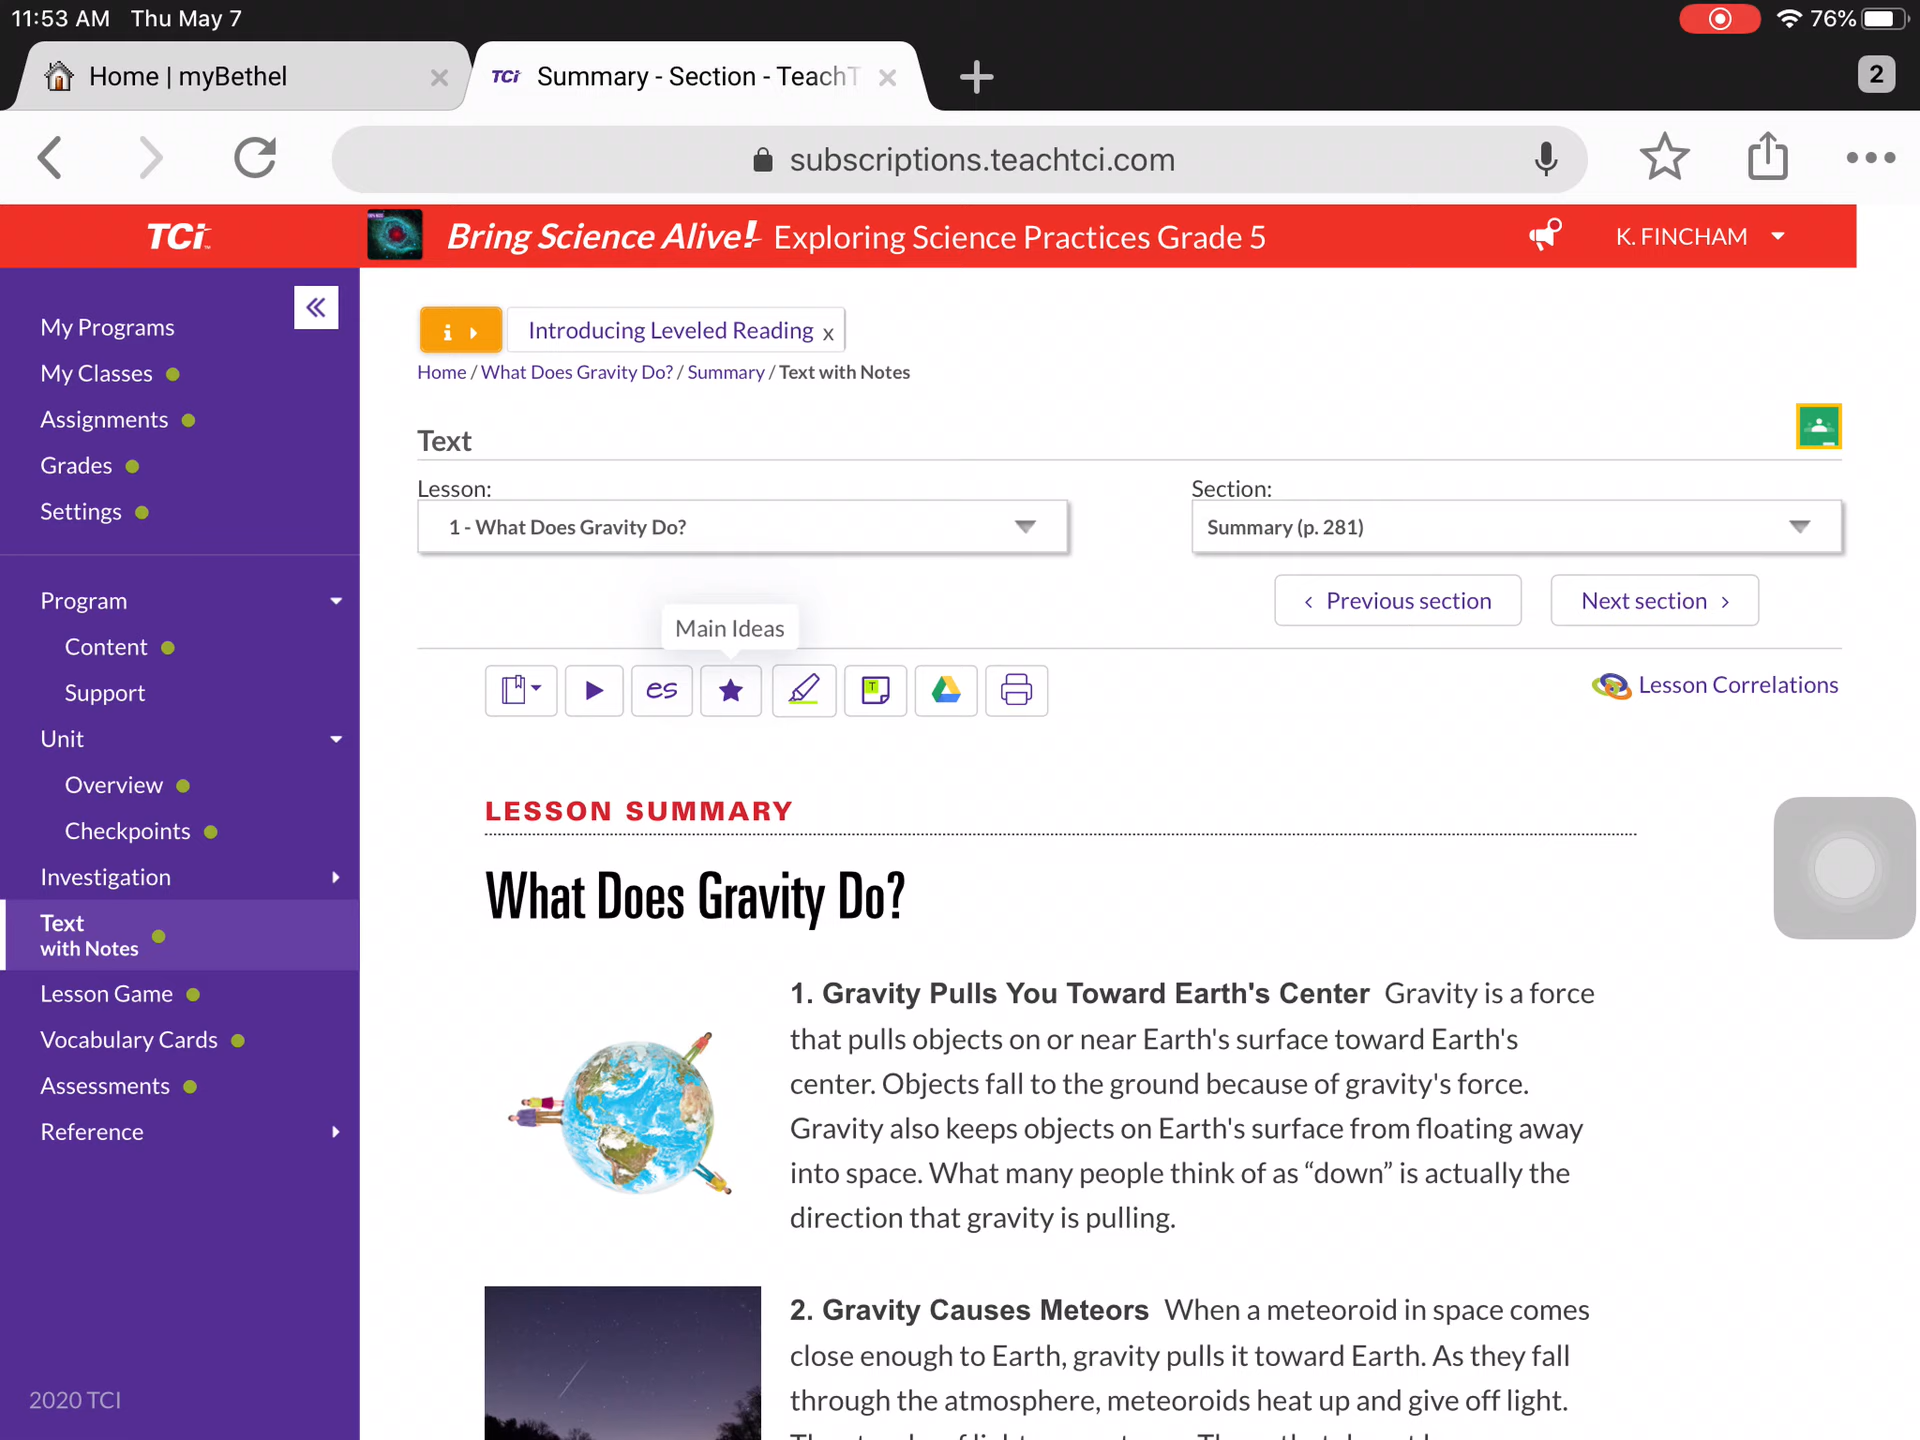 11:53 AM Thu May 7
76%
Home | myBethel
TCi Summary - Section - TeachT
2
subscriptions.teachtci.com
TCi
Bring Science Alive! Exploring Science Practices Grade 5
K. FINCHAM
My Programs
My Classes
Assignments
Grades
Settings
Program
Content
Support
Unit
Overview
Checkpoints
Investigation
Text
with Notes
Lesson Game
Vocabulary Cards
Assessments
Reference
2020 TCI
i
Introducing Leveled Reading x
Home / What Does Gravity Do? / Summary / Text with Notes
Text
Lesson:
1 - What Does Gravity Do?
Section:
Summary (p. 281)
Previous section
Next section
Main Ideas
es
T
Lesson Correlations
LESSON SUMMARY
What Does Gravity Do?
1. Gravity Pulls You Toward Earth's Center Gravity is a force
that pulls objects on or near Earth's surface toward Earth's
center. Objects fall to the ground because of gravity's force.
Gravity also keeps objects on Earth's surface from floating away
into space. What many people think of as “down” is actually the
direction that gravity is pulling.
2. Gravity Causes Meteors When a meteoroid in space comes
close enough to Earth, gravity pulls it toward Earth. As they fall
through the atmosphere, meteoroids heat up and give off light.